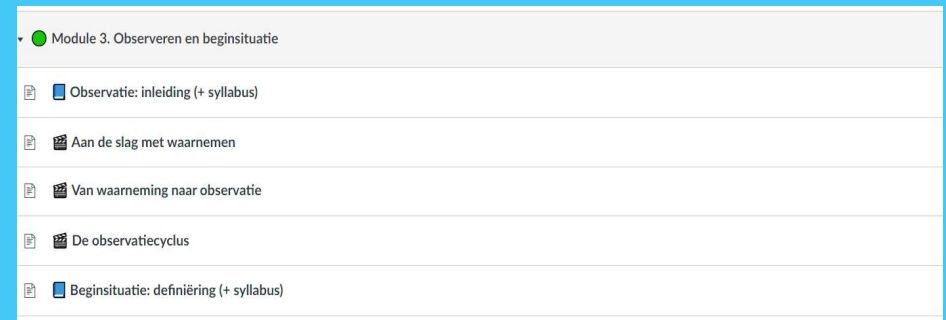 Module 3. Observeren en beginsituatie
Observatie: inleiding (+ syllabus)
Aan de slag met waarnemen
Van waarneming naar observatie
De observatiecyclus
Beginsituatie: definiëring (+ syllabus)